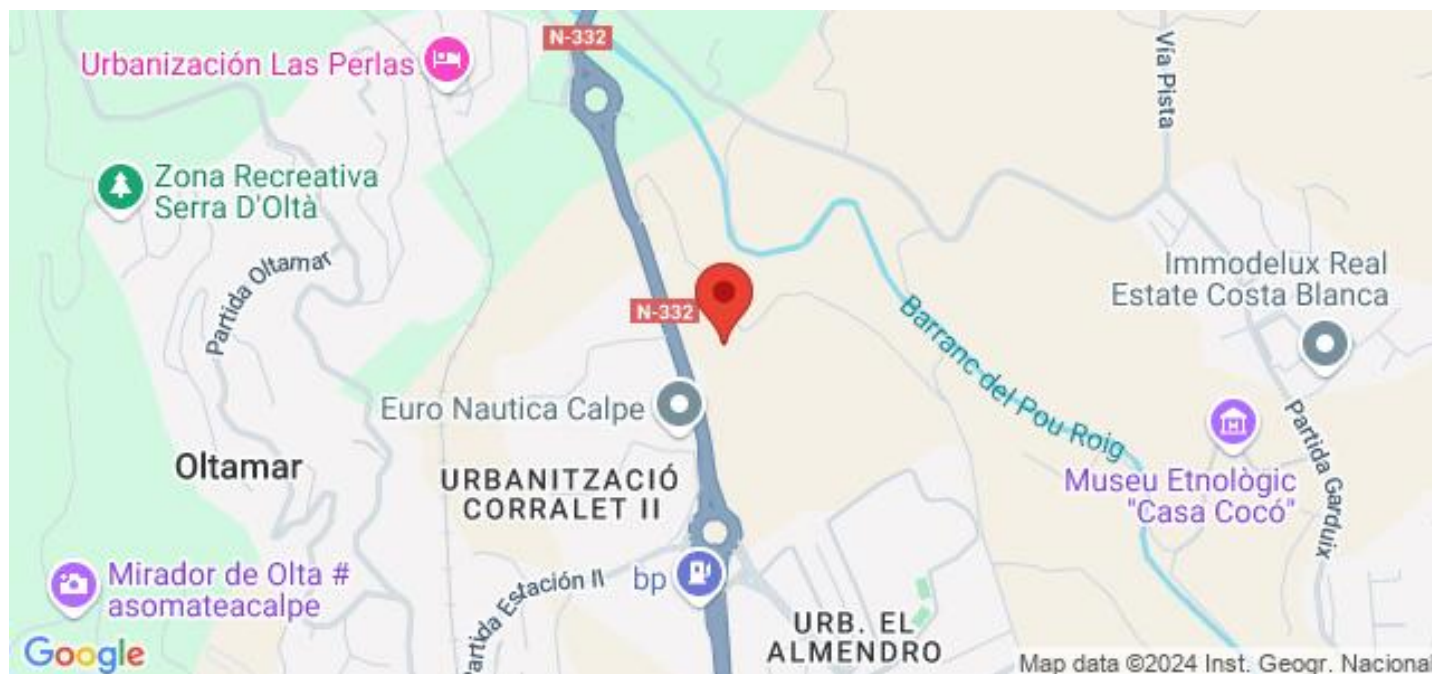 N-332
Urbanización Las Perlas
Vía Pista
Zona Recreativa
Serra D'Oltà
Partida Oltamar
Immodelux Real
Estate Costa Blanca
N-332
Barranc del Pou Roig
Euro Nautica Calpe
Partida Garduix
Oltamar
URBANITZACIÓ
CORRALET II
Museu Etnològic
"Casa Cocó"
Mirador de Olta #
asomateacalpe
Partida Estación II
bp
URB. EL
ALMENDRO
Google
Map data ©2024 Inst. Geogr. Nacional